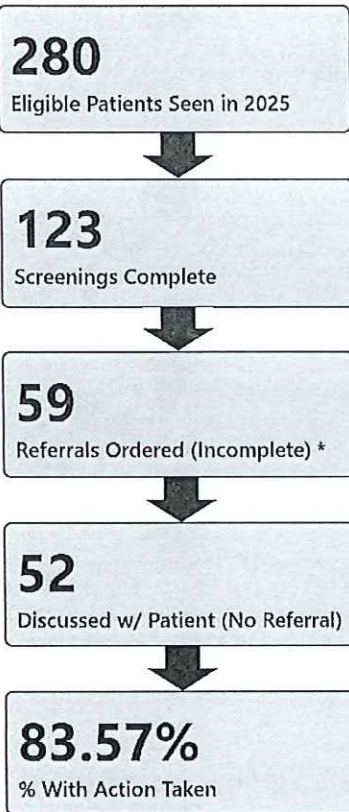 280
Eligible Patients Seen in 2025
123
Screenings Complete
59
Referrals Ordered (Incomplete) *
52
Discussed w/ Patient (No Referral)
83.57%
% With Action Taken